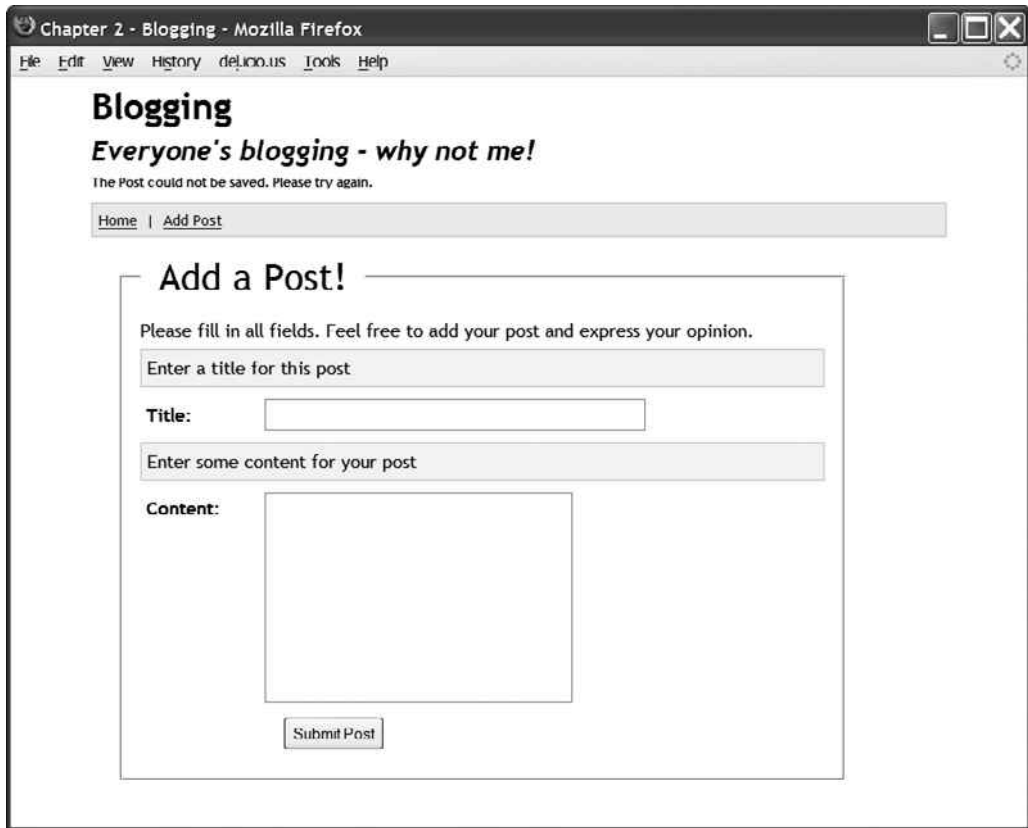 Chapter 2 - Blogging - Mozilla Firefox
File Edit View History del.icio.us Tools Help
Blogging
Everyone's blogging - why not me!
The Post could not be saved. Please try again.
Home | Add Post
Add a Post!
Please fill in all fields. Feel free to add your post and express your opinion.
Enter a title for this post
Title:
Enter some content for your post
Content:
Submit Post